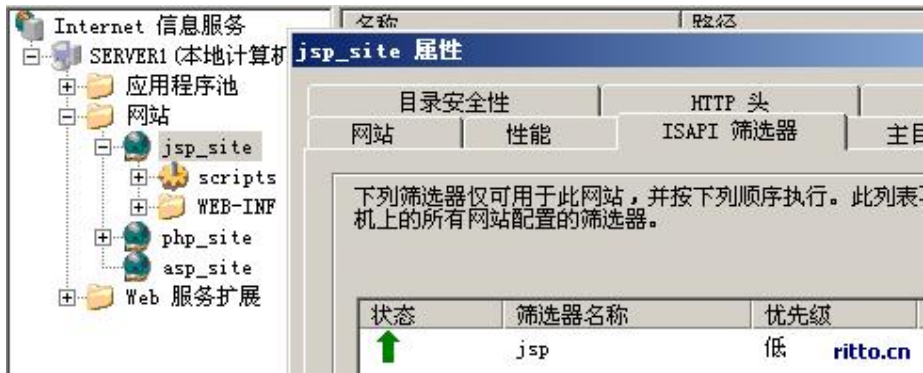 Internet 信息服务
SERVER1(本地计算机
应用程序池
网站
jsp_site
scripts
WEB-INF
php_site
asp_site
Web 服务扩展
名称
路径
jsp_site 属性
目录安全性
HTTP 头
网站
性能
ISAPI 筛选器
主目
下列筛选器仅可用于此网站，并按下列顺序执行。此列表
机上的所有网站配置的筛选器。
状态
筛选器名称
优先级
jsp
低
ritto.cn